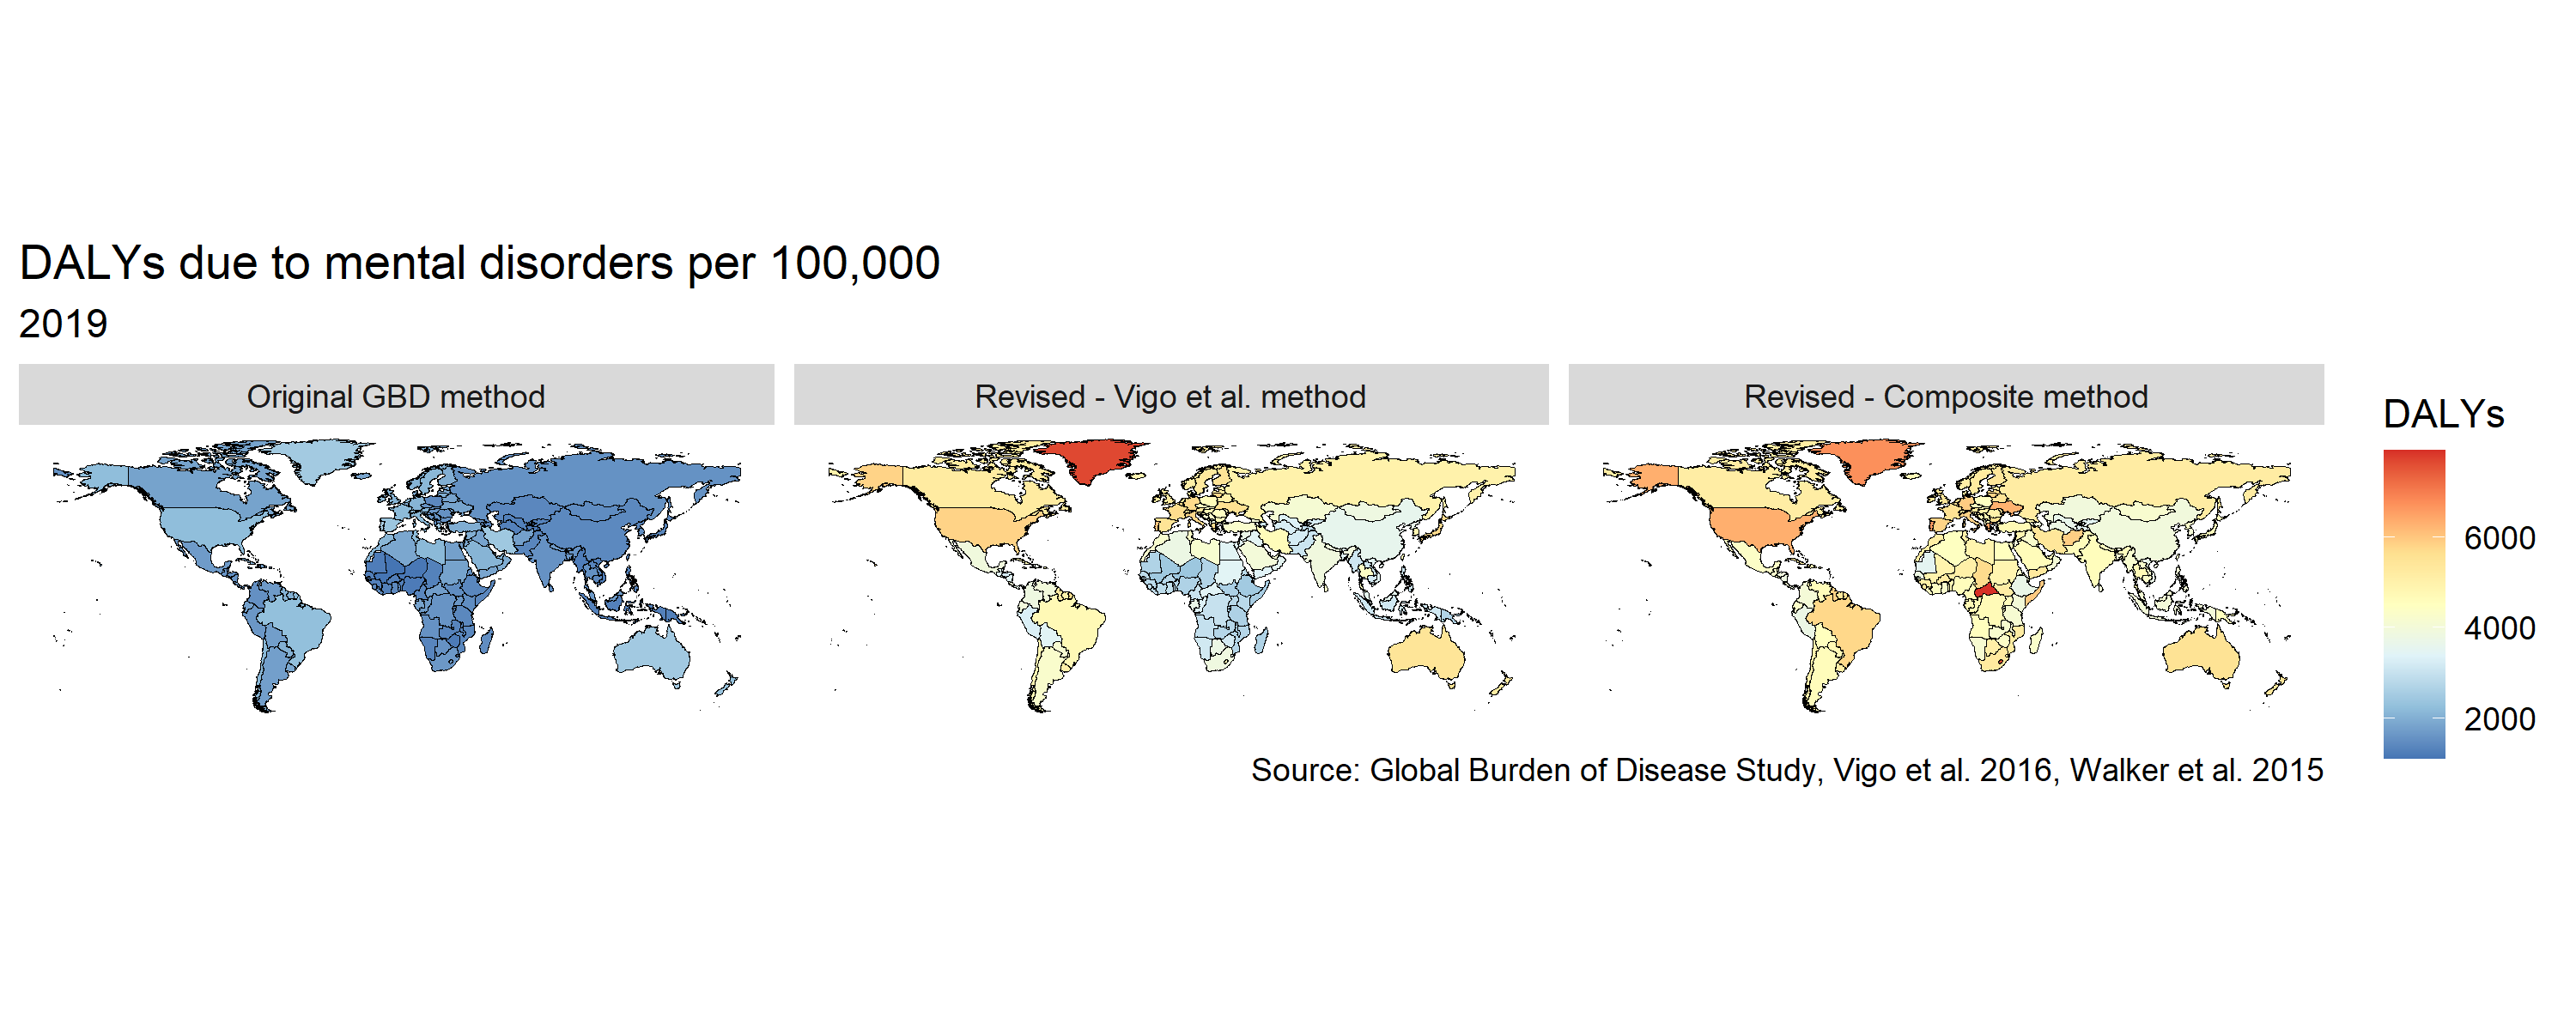 DALYs due to mental disorders per 100,000
2019
Original GBD method
Revised - Vigo et al. method
Revised - Composite method
DALYs
6000
4000
2000
Source: Global Burden of Disease Study, Vigo et al. 2016, Walker et al. 2015